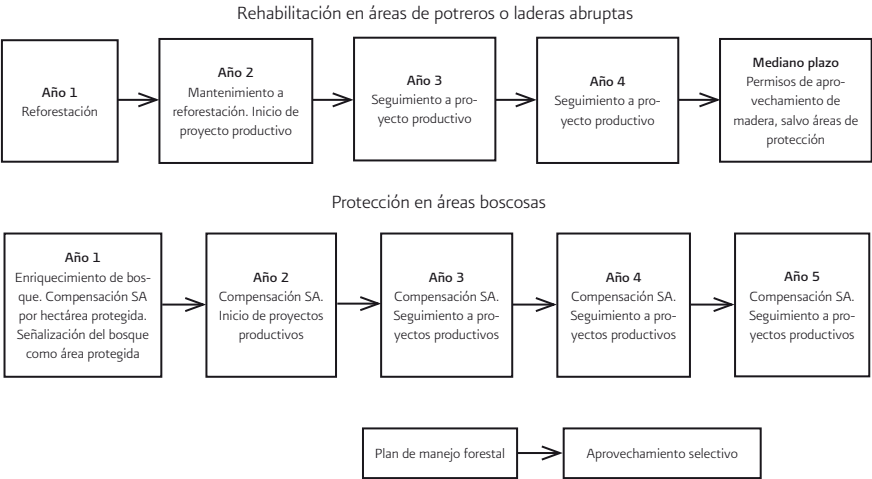 Rehabilitación en áreas de potreros o laderas abruptas
Año 1
Reforestación
Año 2
Mantenimiento a
reforestación. Inicio de
proyecto productivo
Año 3
Seguimiento a pro-
yecto productivo
Año 4
Seguimiento a pro-
yecto productivo
Mediano plazo
Permisos de apro-
vechamiento de
madera, salvo áreas de
protección
Protección en áreas boscosas
Año 1
Enriquecimiento de bos-
que. Compensación SA
por hectárea protegida.
Señalización del bosque
como área protegida
Año 2
Compensación SA.
Inicio de proyectos
productivos
Año 3
Compensación SA.
Seguimiento a pro-
yectos productivos
Año 4
Compensación SA.
Seguimiento a pro-
yectos productivos
Año 5
Compensación SA.
Seguimiento a pro-
yectos productivos
Plan de manejo forestal
Aprovechamiento selectivo